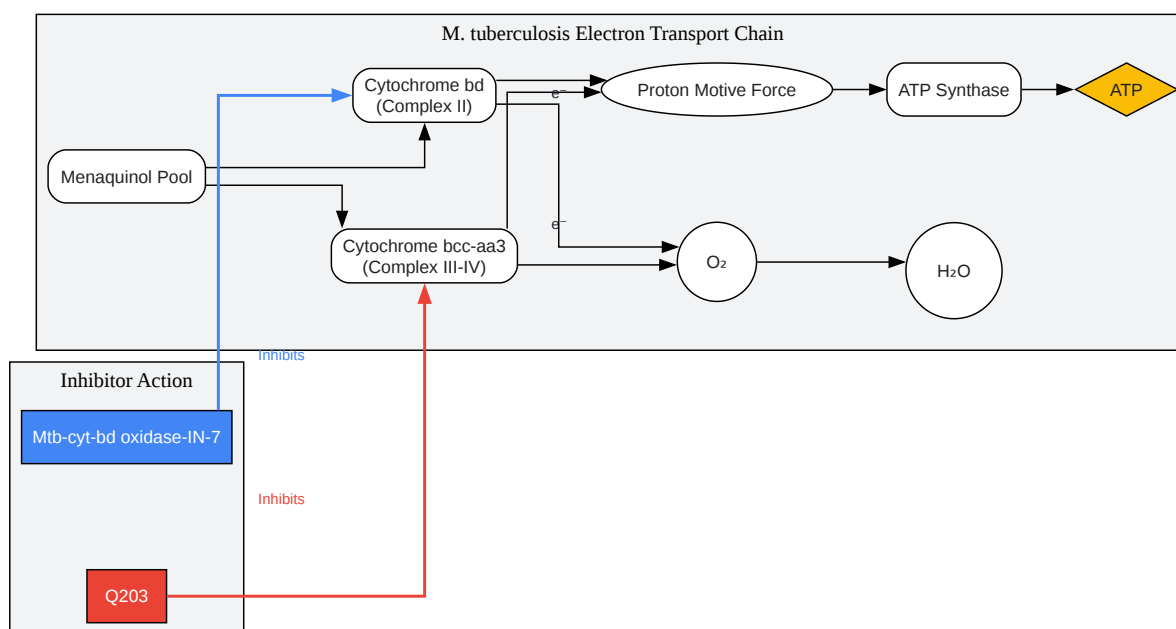 M. tuberculosis Electron Transport Chain
Cytochrome bd
(Complex II)
e⁻
Proton Motive Force
ATP Synthase
ATP
Menaquinol Pool
Cytochrome bcc-aa3
(Complex III-IV)
e⁻
O₂
H₂O
Inhibits
Inhibitor Action
Mtb-cyt-bd oxidase-IN-7
Inhibits
Q203